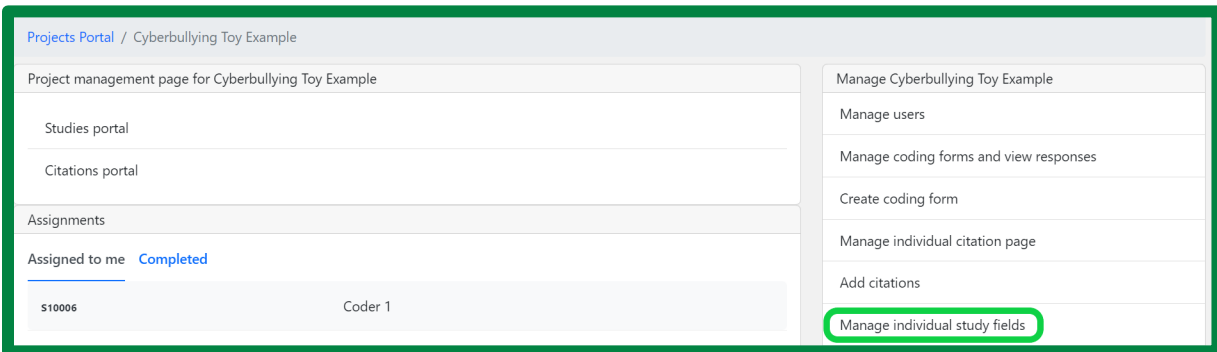 Projects Portal / Cyberbullying Toy Example
Project management page for Cyberbullying Toy Example
Studies portal
Citations portal
Assignments
Assigned to me Completed
S10006 Coder 1
Manage Cyberbullying Toy Example
Manage users
Manage coding forms and view responses
Create coding form
Manage individual citation page
Add citations
Manage individual study fields